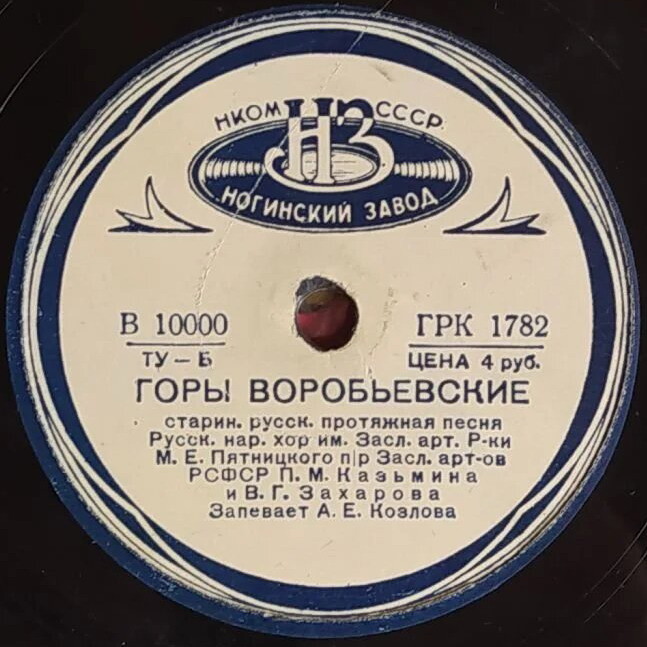 НКОМ НЗ СССР
НОГИНСКИЙ ЗАВОД
В 10000 ГРК 1782
ТУ – Б ЦЕНА 4 руб.
ГОРЫ ВОРОБЬЕВСКИЕ
старин. русск. протяжная песня
Русск. нар. хор им. Засл. арт. Р-ки
М. Е. Пятницкого п|р Засл. арт-ов
РСФСР П. М. Казьмина
и В. Г. Захарова
Запевает А. Е. Козлова